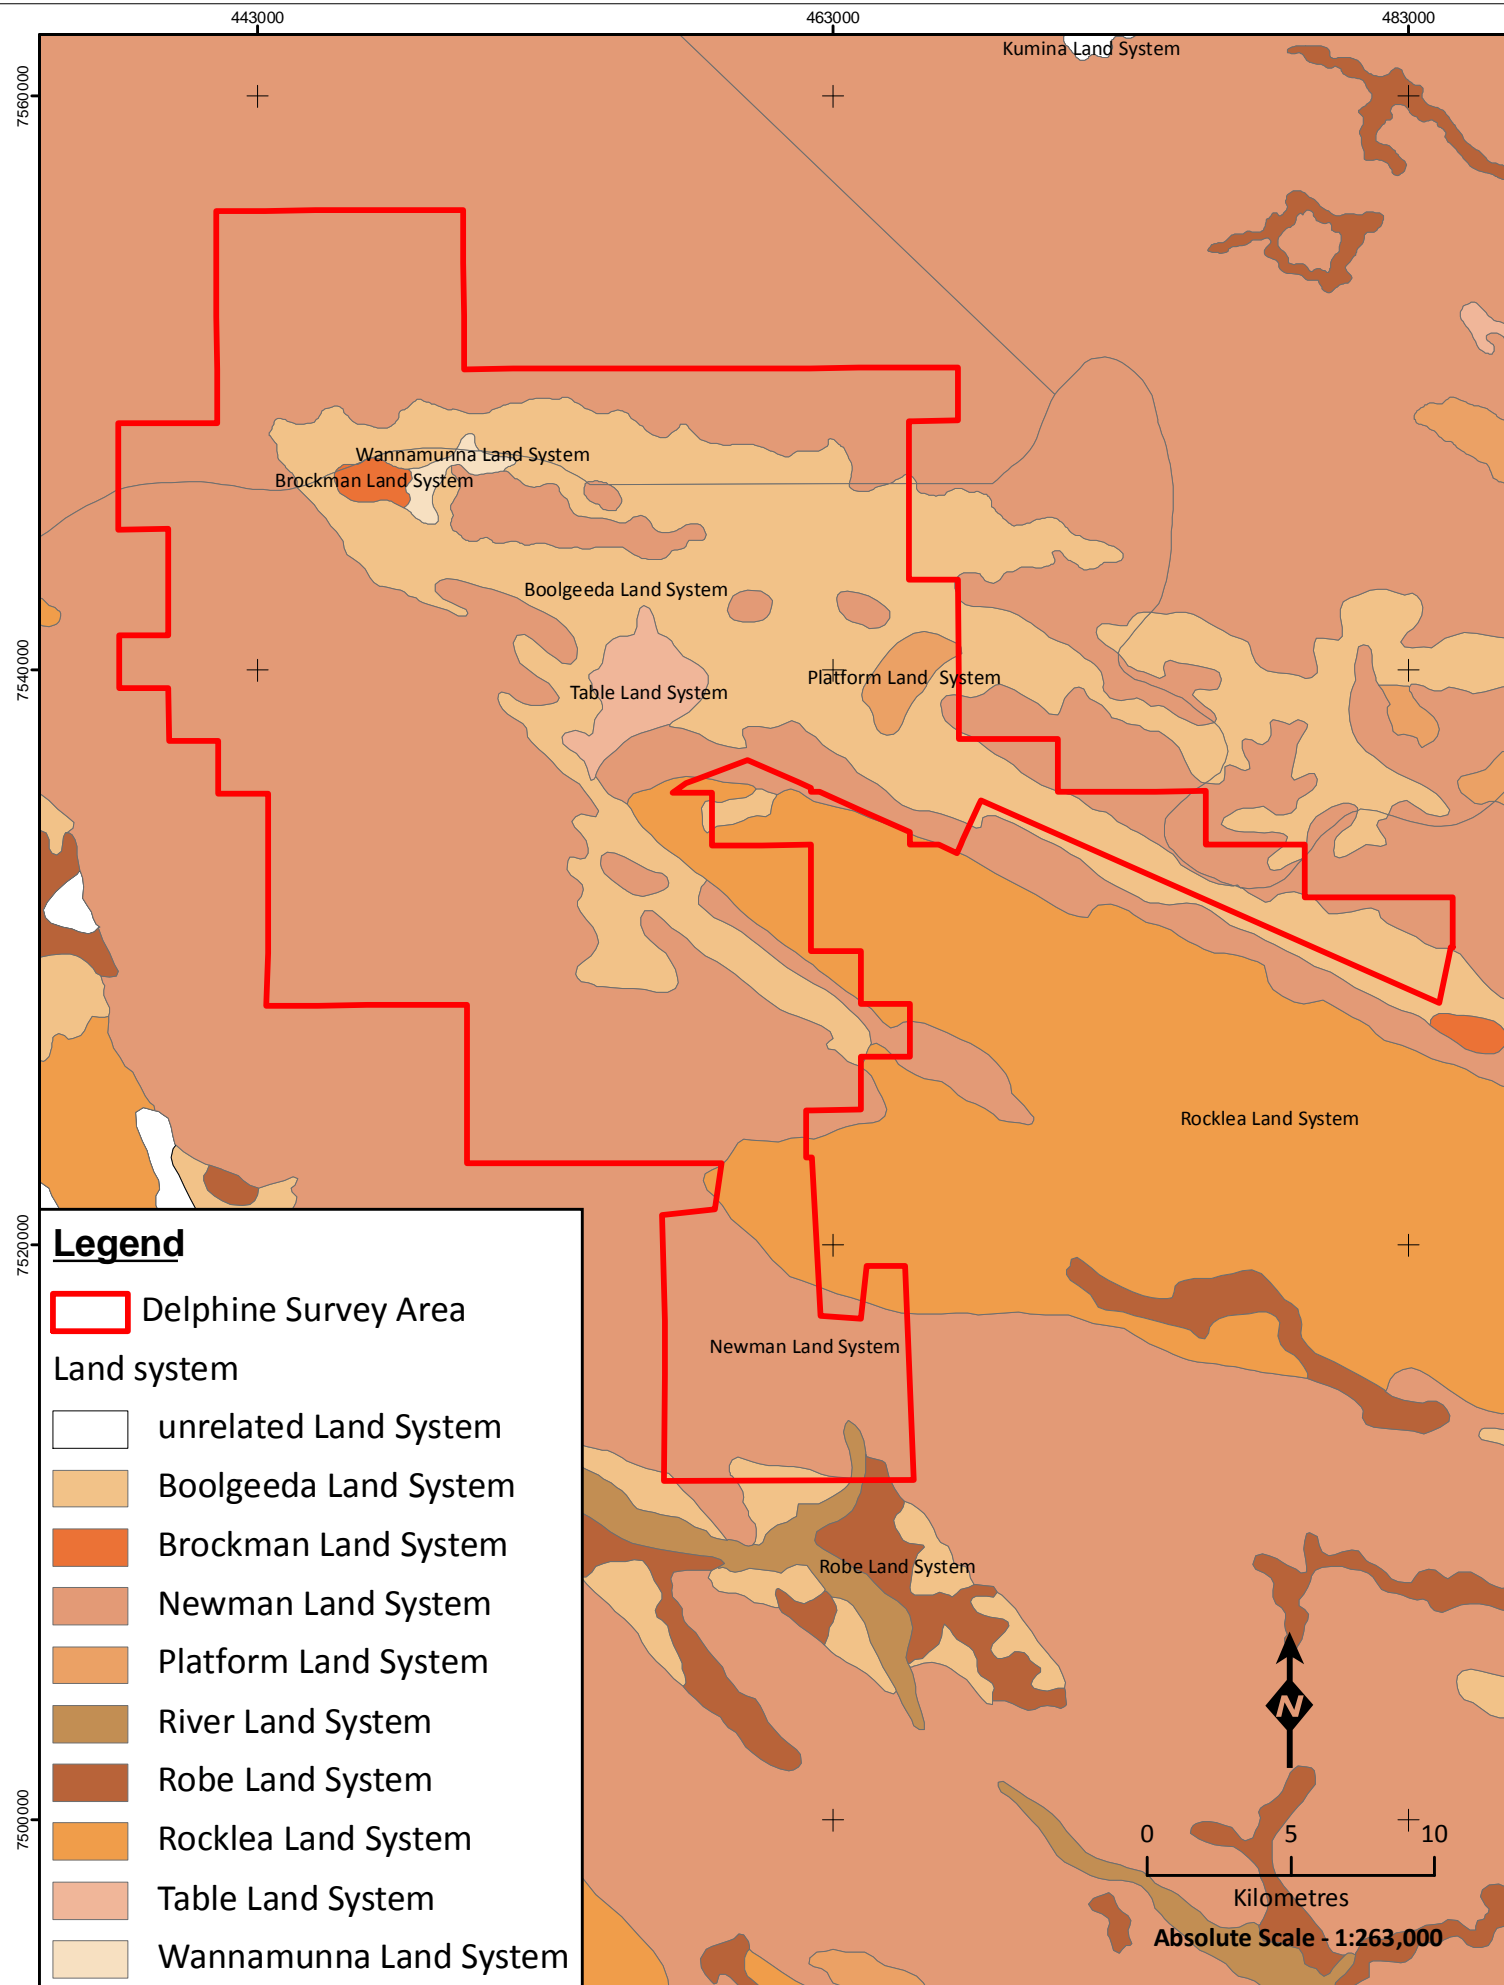 443000
463000
483000
7560000
7540000
7520000
7500000
Kumina Land System
Wannamunna Land System
Brockman Land System
Boolgeeda Land System
Platform Land  System
Table Land System
Rocklea Land System
Newman Land System
Robe Land System
Legend
Delphine Survey Area
Land system
unrelated Land System
Boolgeeda Land System
Brockman Land System
Newman Land System
Platform Land System
River Land System
Robe Land System
Rocklea Land System
Table Land System
Wannamunna Land System
N
0 5 10
Kilometres
Absolute Scale - 1:263,000